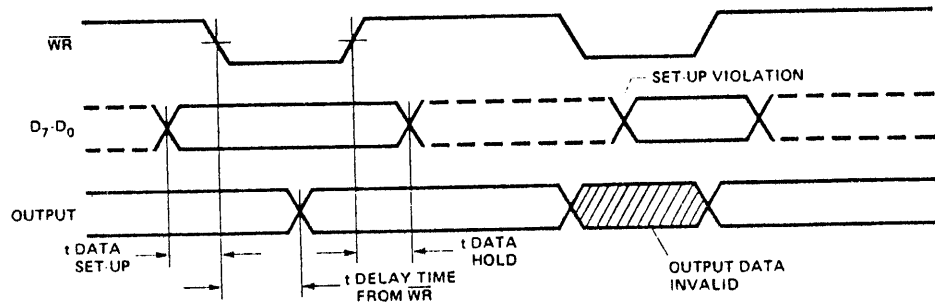 WR
SET-UP VIOLATION
D7-D0
OUTPUT
t DATA
SET-UP
t DATA
HOLD
t DELAY TIME
FROM WR
OUTPUT DATA
INVALID